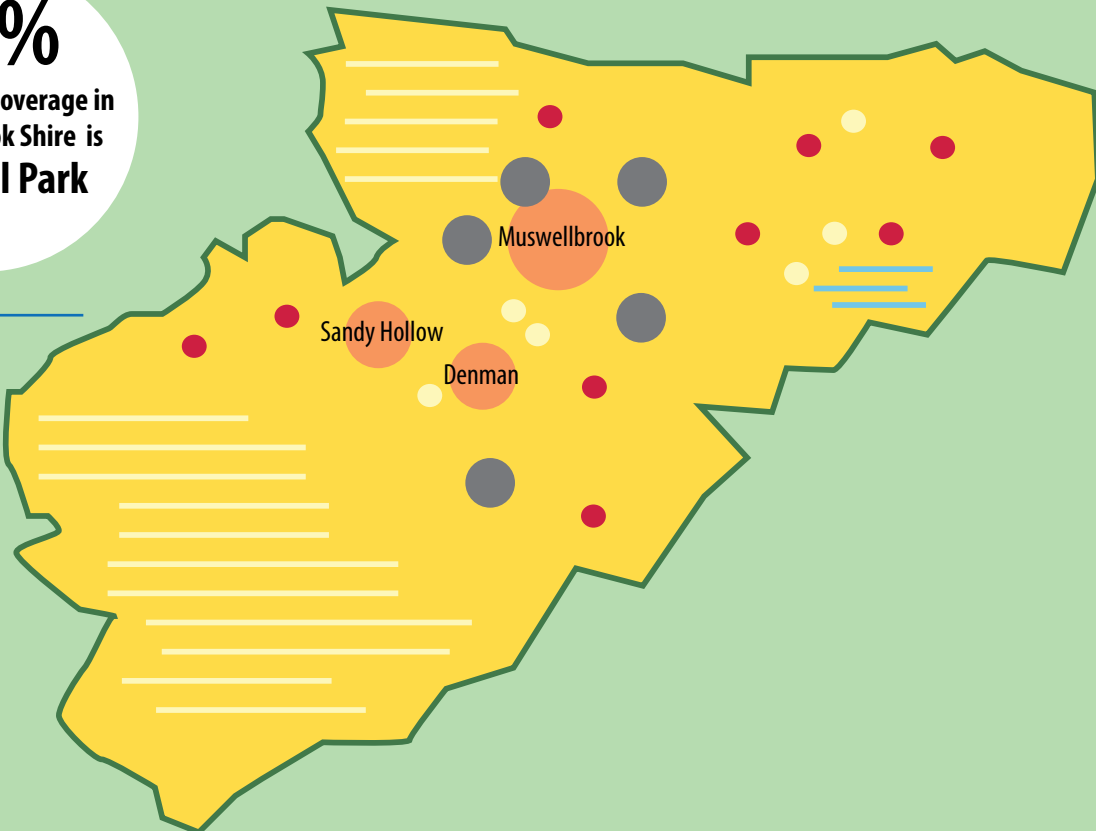 %
overage in
k Shire is
l Park
Muswellbrook
Sandy Hollow
Denman